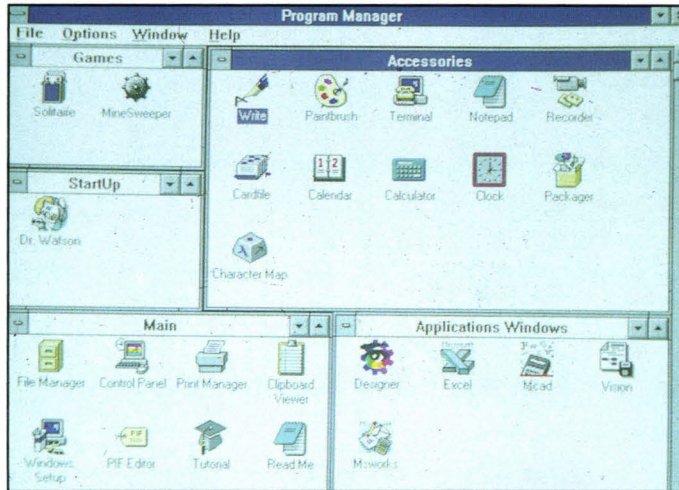 Program Manager
File Options Window Help
Games
Solitaire MineSweeper
Accessories
Write Paintbrush Terminal Notepad Recorder
Cardfile Calendar Calculator Clock Packager
Character Map
StartUp
Dr. Watson
Main
File Manager Control Panel Print Manager Clipboard
Viewer
Windows
Setup PIF Editor Tutorial Read Me
Applications Windows
Designer Excel Mcad Vision
Msworks